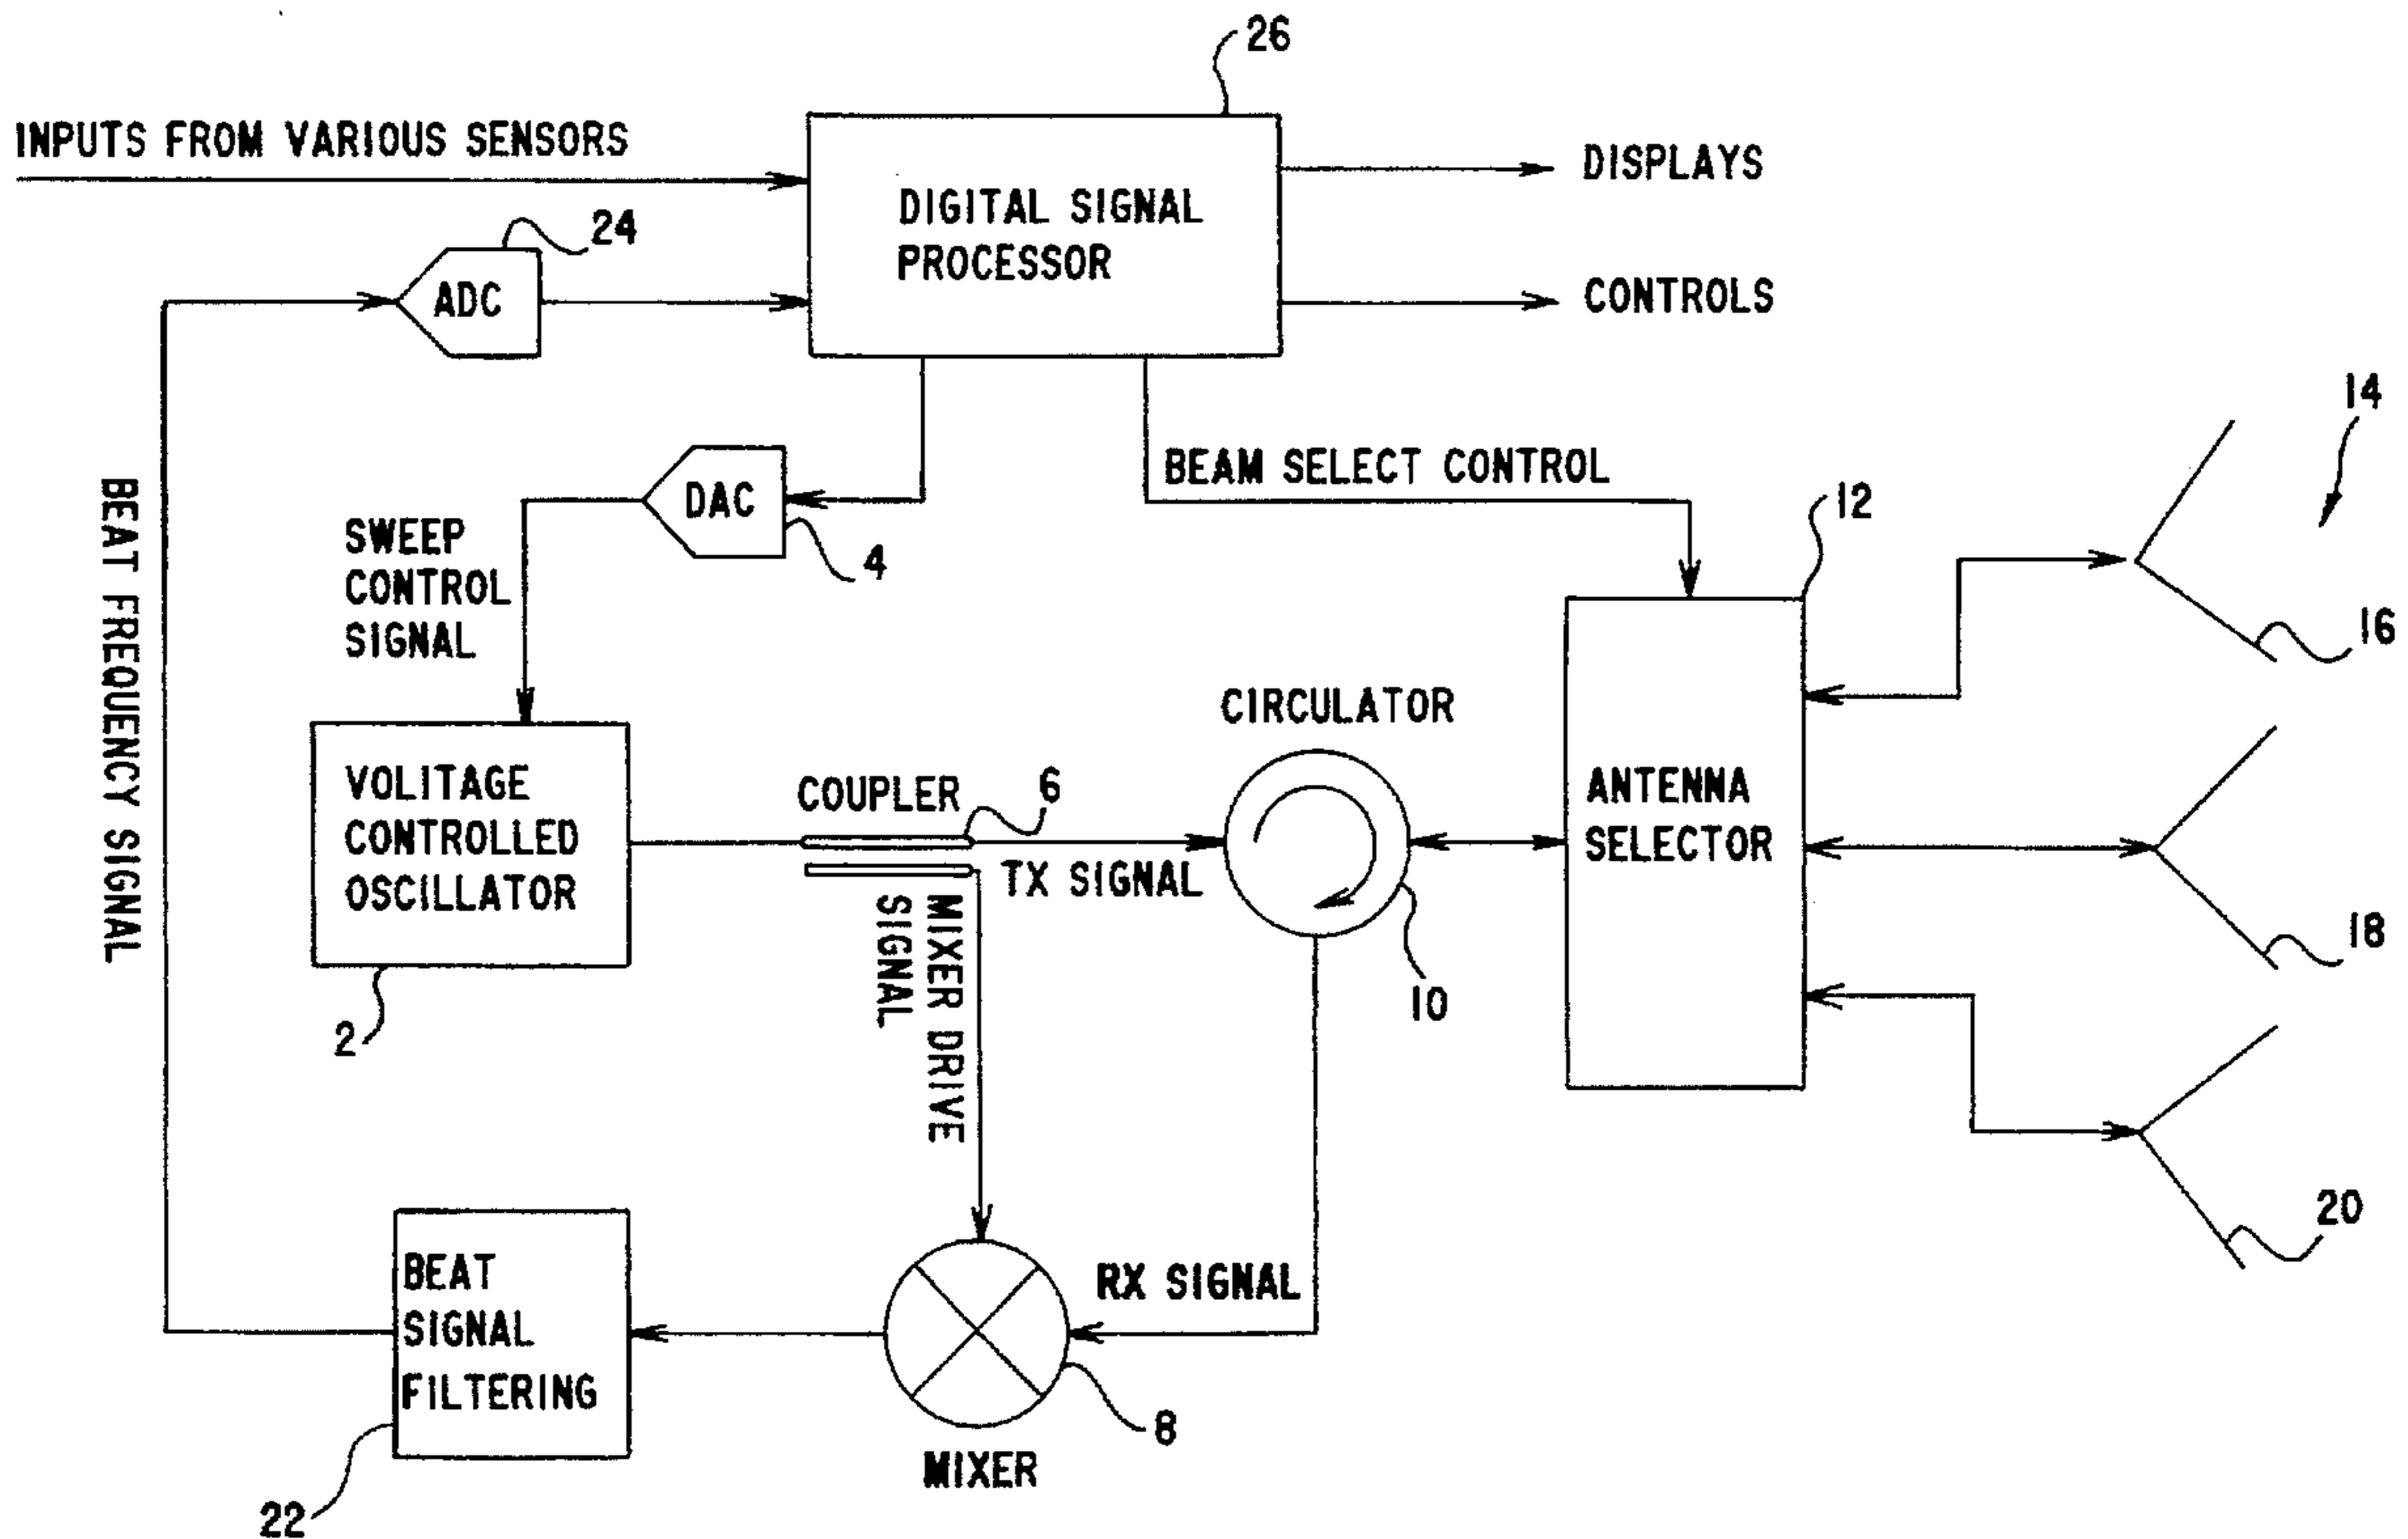 26
INPUTS FROM VARIOUS SENSORS
DISPLAYS
DIGITAL SIGNAL
PROCESSOR
24
ADC
CONTROLS
14
BEAM SELECT CONTROL
DAC
12
4
SWEEP
CONTROL
SIGNAL
BEAT FREQUENCY SIGNAL
16
CIRCULATOR
VOLITAGE
CONTROLLED
OSCILLATOR
COUPLER
6
ANTENNA
SELECTOR
TX SIGNAL
MIXER DRIVE
SIGNAL
18
10
2
20
BEAT
SIGNAL
FILTERING
RX SIGNAL
8
MIXER
22